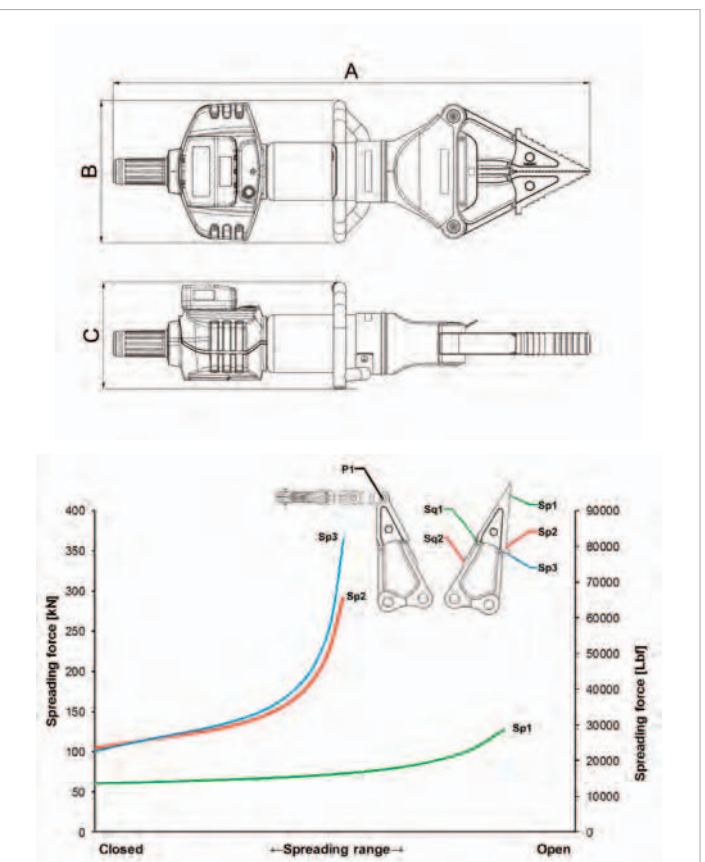 A
B
C
P1
Sq1
Sp1
Sq2
Sp2
Sp3
400
350
300
250
200
150
100
50
0
Spreading force [kN]
90000
80000
70000
60000
50000
40000
30000
20000
10000
0
Spreading force [Lbf]
Sp3
Sp2
Sp1
Closed
←Spreading range→
Open